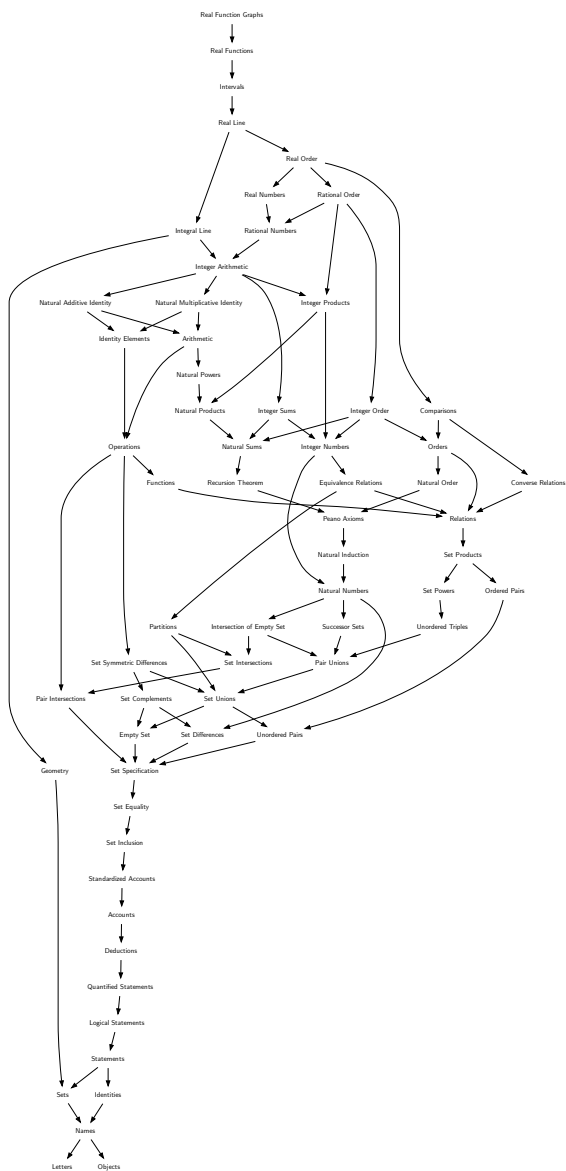 Real Function Graphs
Real Functions
Intervals
Real Line
Real Order
Real Numbers
Rational Order
Integral Line
Rational Numbers
Integer Arithmetic
Natural Additive Identity
Natural Multiplicative Identity
Integer Products
Identity Elements
Arithmetic
Natural Powers
Natural Products
Integer Sums
Integer Order
Comparisons
Operations
Natural Sums
Integer Numbers
Orders
Functions
Recursion Theorem
Equivalence Relations
Natural Order
Converse Relations
Peano Axioms
Relations
Natural Induction
Set Products
Natural Numbers
Set Powers
Ordered Pairs
Partitions
Intersection of Empty Set
Successor Sets
Unordered Triples
Set Symmetric Differences
Set Intersections
Pair Unions
Pair Intersections
Set Complements
Set Unions
Empty Set
Set Differences
Unordered Pairs
Geometry
Set Specification
Set Equality
Set Inclusion
Standardized Accounts
Accounts
Deductions
Quantified Statements
Logical Statements
Statements
Sets
Identities
Names
Letters
Objects